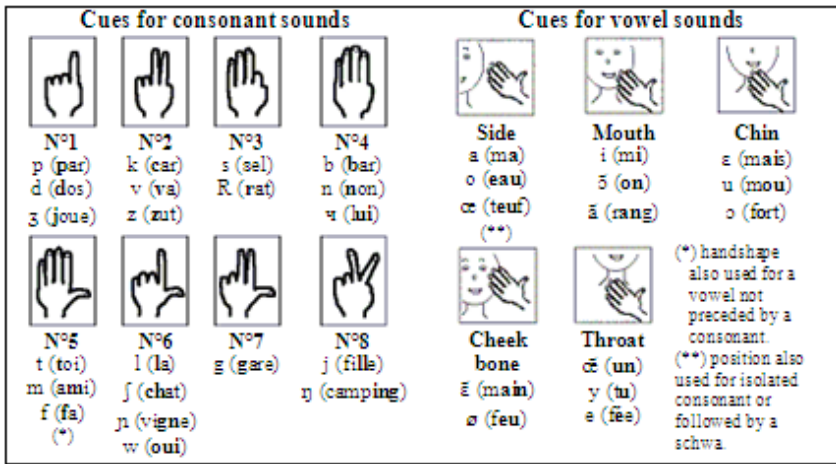 Cues for consonant sounds
N°1
p (par)
d (dos)
ʒ (joue)
N°2
k (car)
v (va)
z (zut)
N°3
s (sel)
R (rat)
N°4
b (bar)
n (non)
ɥ (lui)
N°5
t (toi)
m (ami)
f (fa)
(*)
N°6
l (la)
ʃ (chat)
ɲ (vigne)
w (oui)
N°7
g (gare)
N°8
j (fille)
ŋ (camping)
Cues for vowel sounds
Side
a (ma)
o (eau)
œ (teuf)
(**)
Mouth
i (mi)
ɔ̃ (on)
ã (rang)
Chin
ɛ (mais)
u (mou)
ɔ (fort)
Cheek
bone
ɛ̃ (main)
ø (feu)
Throat
œ̃ (un)
y (tu)
e (fée)
(*) handshape
also used for a
vowel not
preceded by a
consonant.
(**) position also
used for isolated
consonant or
followed by a
schwa.